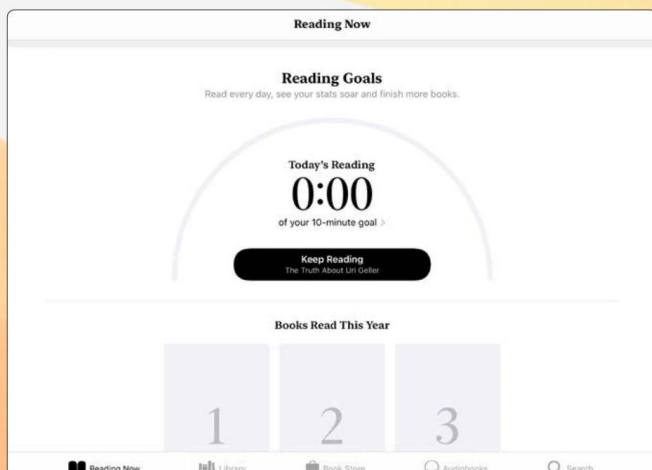 Reading Now
Reading Goals
Read every day, see your stats soar and finish more books.
Today's Reading
0:00
of your 10-minute goal >
Keep Reading
The Truth About Uri Geller
Books Read This Year
1 2 3
Reading Now Library Book Store Audiobooks Search